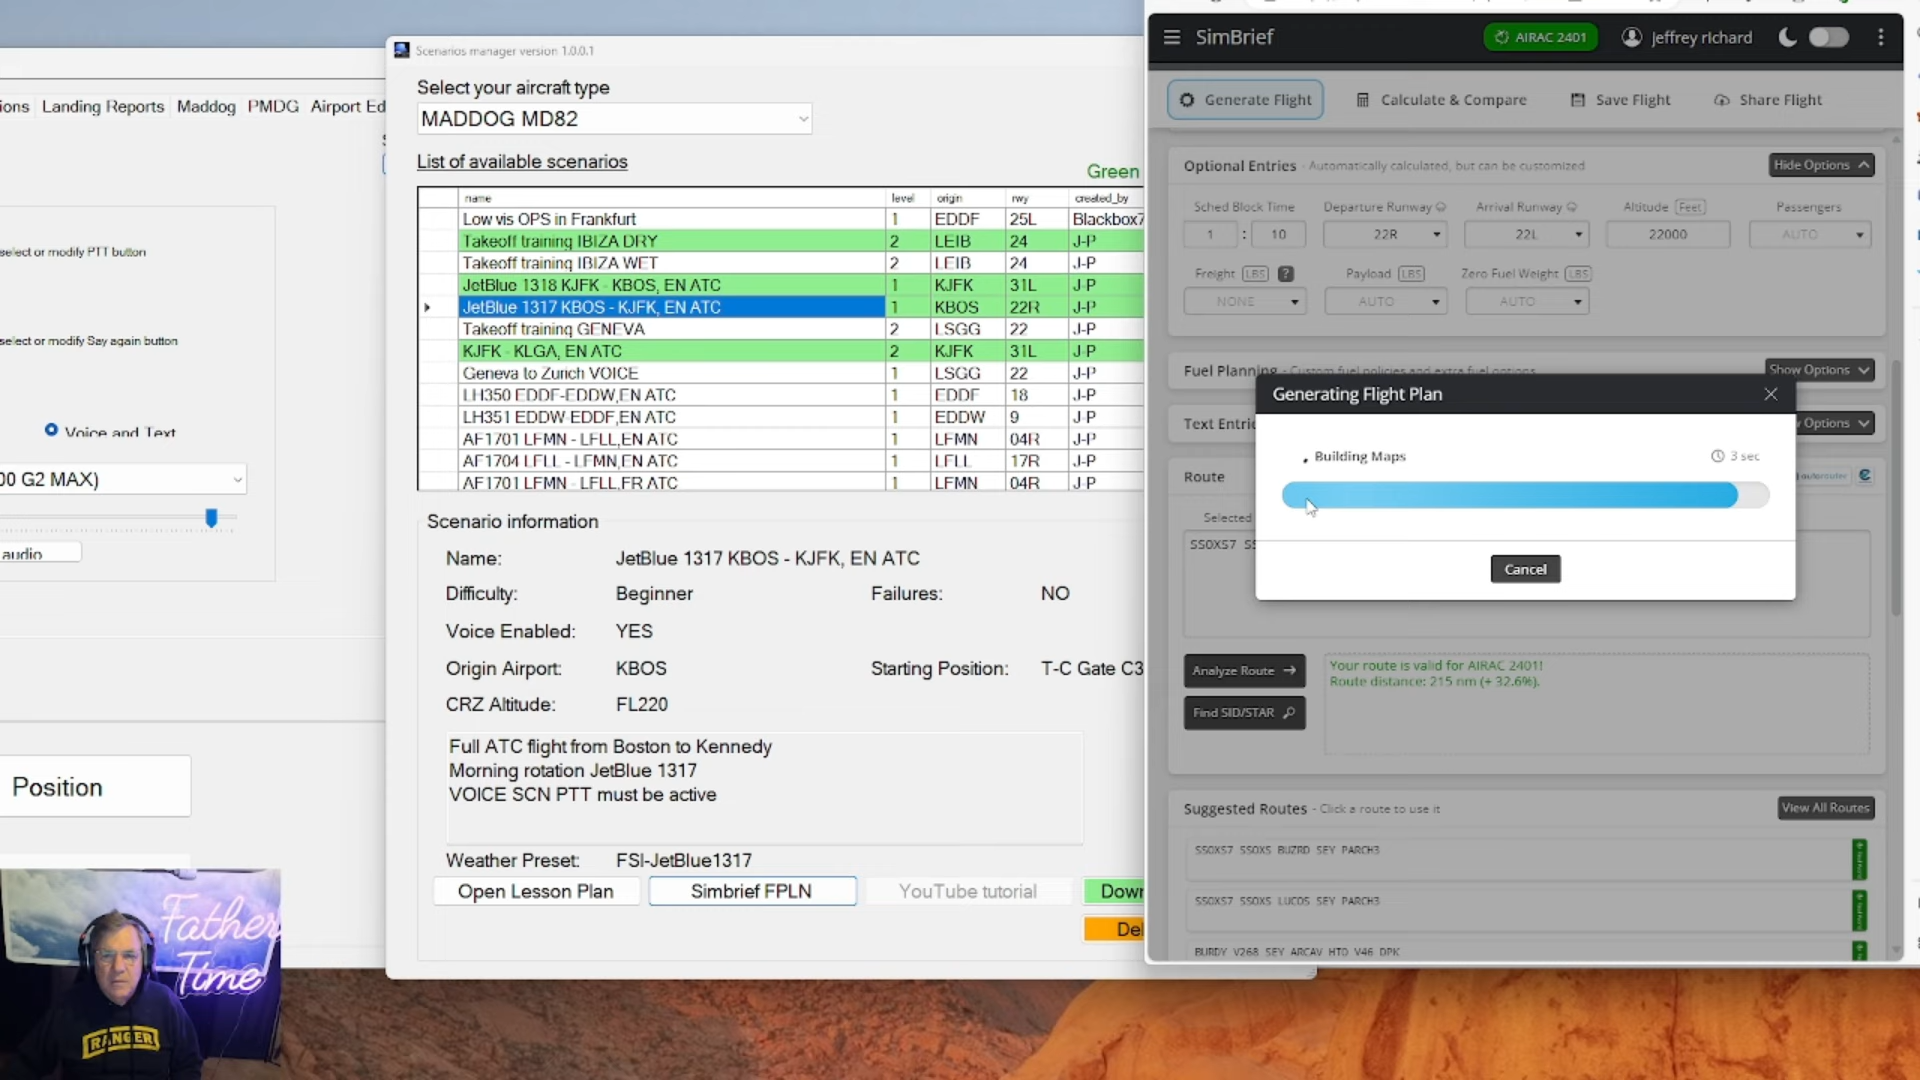 ions Landing Reports Maddog PMDG Airport Ed
select or modify PTT button
select or modify Say again button
Voice and Text
00 G2 MAX)
audio
Position
Father
Time
RANGER
Scenarios manager version 1.0.0.1
Select your aircraft type
MADDOG MD82
List of available scenarios
Green
name level origin rwy created_by
Low vis OPS in Frankfurt 1 EDDF 25L Blackbox7
Takeoff training IBIZA DRY 2 LEIB 24 J-P
Takeoff training IBIZA WET 2 LEIB 24 J-P
JetBlue 1318 KJFK - KBOS, EN ATC 1 KJFK 31L J-P
JetBlue 1317 KBOS - KJFK, EN ATC 1 KBOS 22R J-P
Takeoff training GENEVA 2 LSGG 22 J-P
KJFK - KLGA, EN ATC 2 KJFK 31L J-P
Geneva to Zurich VOICE 1 LSGG 22 J-P
LH350 EDDF-EDDW,EN ATC 1 EDDF 18 J-P
LH351 EDDW-EDDF,EN ATC 1 EDDW 9 J-P
AF1701 LFMN - LFLL,EN ATC 1 LFMN 04R J-P
AF1704 LFLL - LFMN,EN ATC 1 LFLL 17R J-P
AF1701 LFMN - LFLL,FR ATC 1 LFMN 04R J-P
Scenario information
Name: JetBlue 1317 KBOS - KJFK, EN ATC
Difficulty: Beginner Failures: NO
Voice Enabled: YES
Origin Airport: KBOS Starting Position: T-C Gate C3
CRZ Altitude: FL220
Full ATC flight from Boston to Kennedy
Morning rotation JetBlue 1317
VOICE SCN PTT must be active
Weather Preset: FSI-JetBlue1317
Open Lesson Plan Simbrief FPLN YouTube tutorial Down
Del
SimBrief AIRAC 2401 Jeffrey rIchard
Generate Flight Calculate & Compare Save Flight Share Flight
Optional Entries - Automatically calculated, but can be customized Hide Options
Sched Block Time Departure Runway Arrival Runway Altitude Feet Passengers
1 : 10 22R 22L 22000 AUTO
Freight LBS ? Payload LBS Zero Fuel Weight LBS
NONE AUTO AUTO
Fuel Planning - Custom fuel policies and extra fuel options Show Options
Text Entri Options
Generating Flight Plan
Building Maps 3 sec
Cancel
Route autorouter
Selected
SSOXS7 SS
Analyze Route
Find SID/STAR
Your route is valid for AIRAC 2401!
Route distance: 215 nm (+ 32.6%).
Suggested Routes - Click a route to use it View All Routes
SSOXS7 SSOXS BUZRD SEY PARCH3
SSOXS7 SSOXS LUCOS SEY PARCH3
BURDY V268 SEY ARCAV HTO V46 DPK